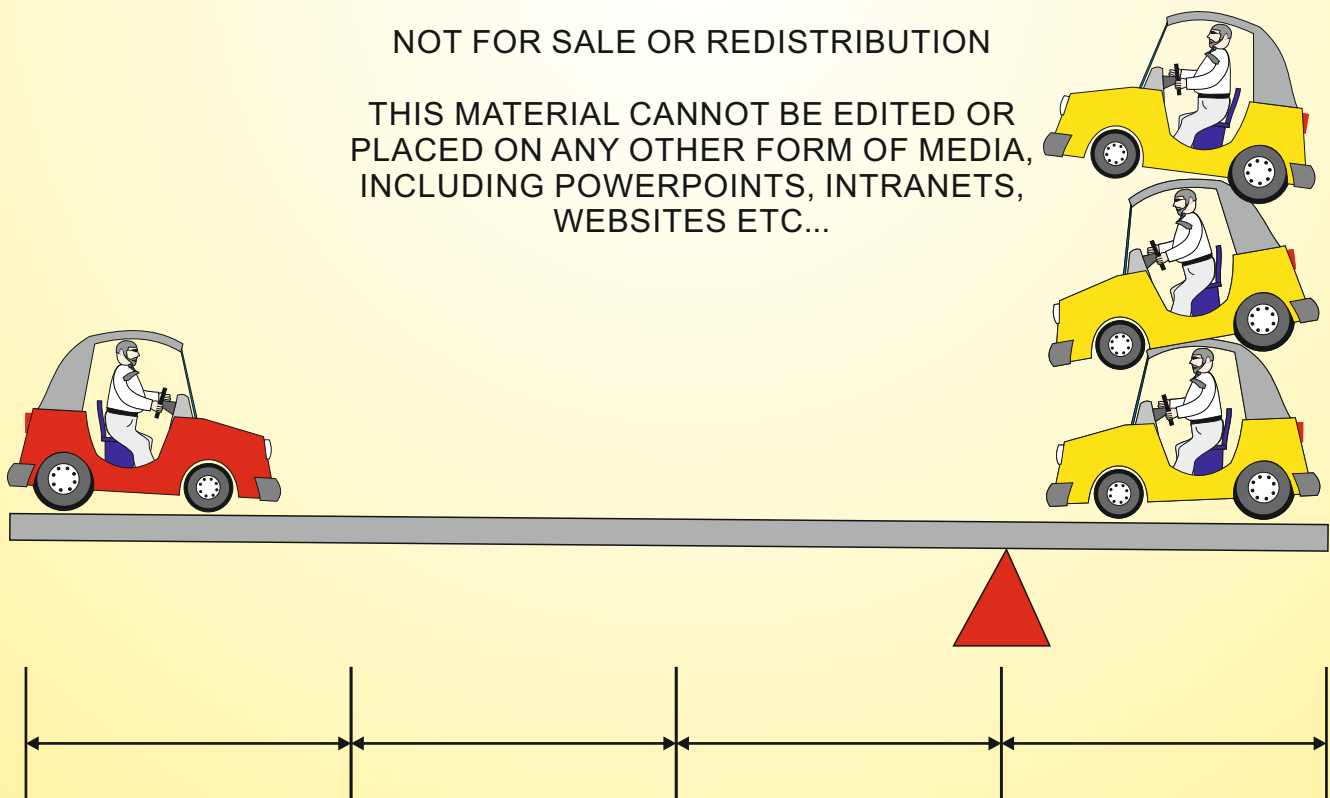 NOT FOR SALE OR REDISTRIBUTION
THIS MATERIAL CANNOT BE EDITED OR
PLACED ON ANY OTHER FORM OF MEDIA,
INCLUDING POWERPOINTS, INTRANETS,
WEBSITES ETC...